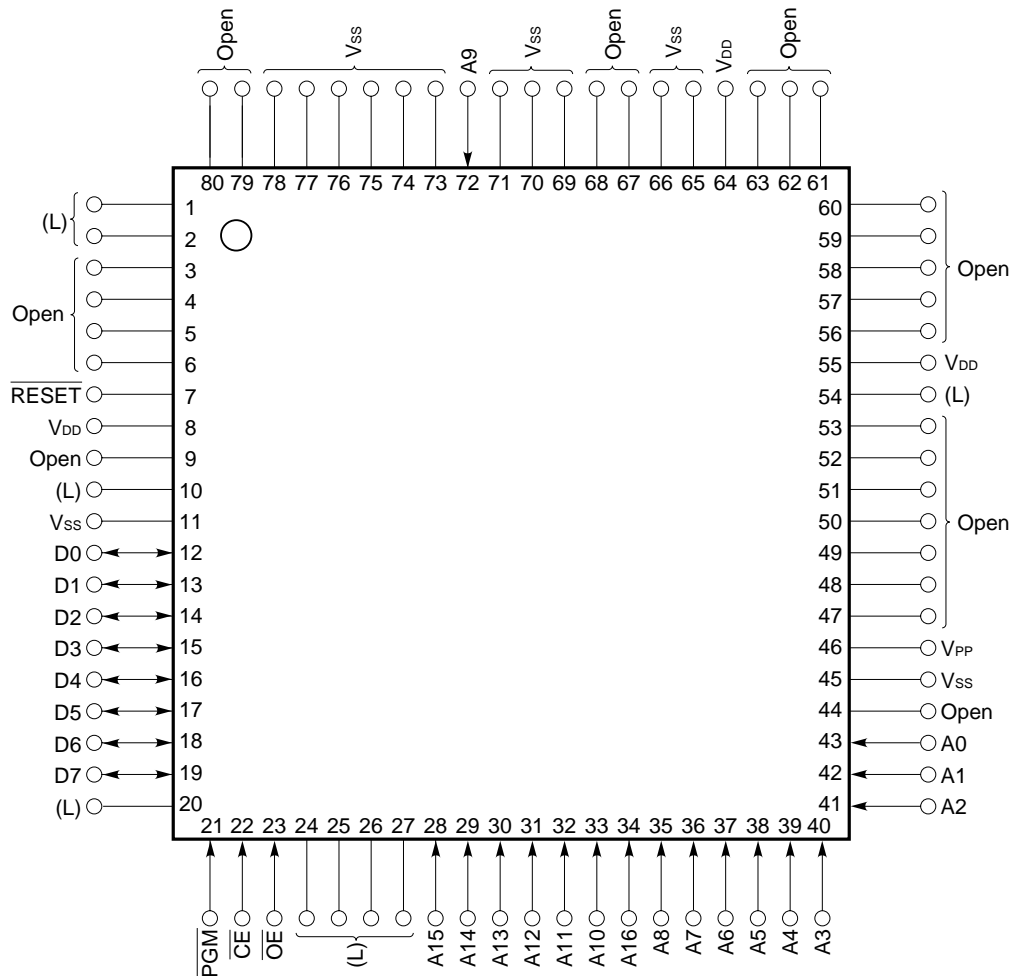 Open
VSS
A9
VSS
Open
VSS
VDD
Open
80 79 78 77 76 75 74 73 72 71 70 69 68 67 66 65 64 63 62 61
(L)
1
2
Open
3
4
5
6
RESET 7
VDD 8
Open 9
(L) 10
VSS 11
D0 12
D1 13
D2 14
D3 15
D4 16
D5 17
D6 18
D7 19
(L) 20
60
59
58 Open
57
56
55 VDD
54 (L)
53
52
51
50 Open
49
48
47
46 VPP
45 VSS
44 Open
43 A0
42 A1
41 A2
21 22 23 24 25 26 27 28 29 30 31 32 33 34 35 36 37 38 39 40
PGM
CE
OE
(L)
A15
A14
A13
A12
A11
A10
A16
A8
A7
A6
A5
A4
A3